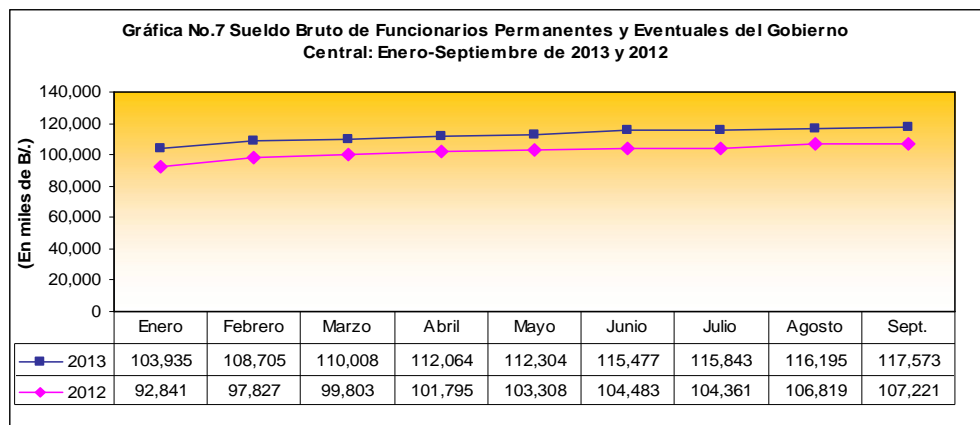 Gráfica No.7 Sueldo Bruto de Funcionarios Permanentes y Eventuales del Gobierno
Central: Enero-Septiembre de 2013 y 2012
(En miles de B/.)
140,000
120,000
100,000
80,000
60,000
40,000
20,000
0
Enero Febrero Marzo Abril Mayo Junio Julio Agosto Sept.
2013 103,935 108,705 110,008 112,064 112,304 115,477 115,843 116,195 117,573
2012 92,841 97,827 99,803 101,795 103,308 104,483 104,361 106,819 107,221